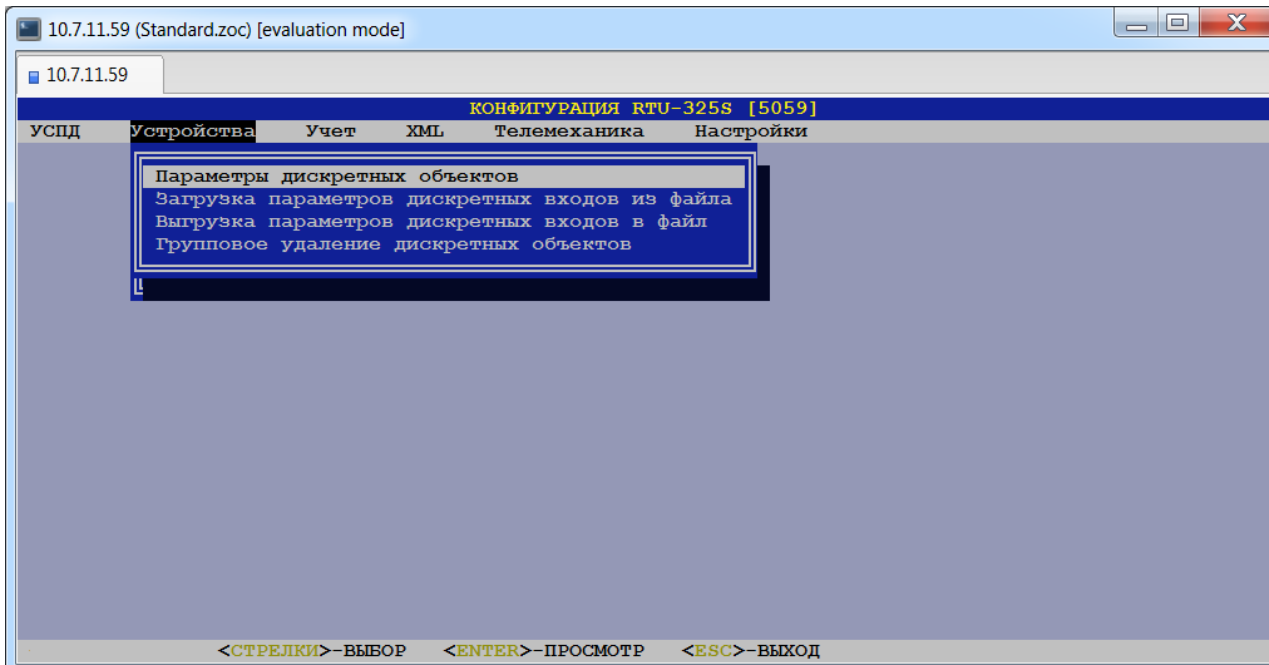 10.7.11.59 (Standard.zoc) [evaluation mode]
10.7.11.59
КОНФИГУРАЦИЯ RTU-325S [5059]
УСПД Устройства Учет XML Телемеханика Настройки
Параметры дискретных объектов
Загрузка параметров дискретных входов из файла
Выгрузка параметров дискретных входов в файл
Групповое удаление дискретных объектов
<СТРЕЛКИ>-ВЫБОР <ENTER>-ПРОСМОТР <ESC>-ВЫХОД